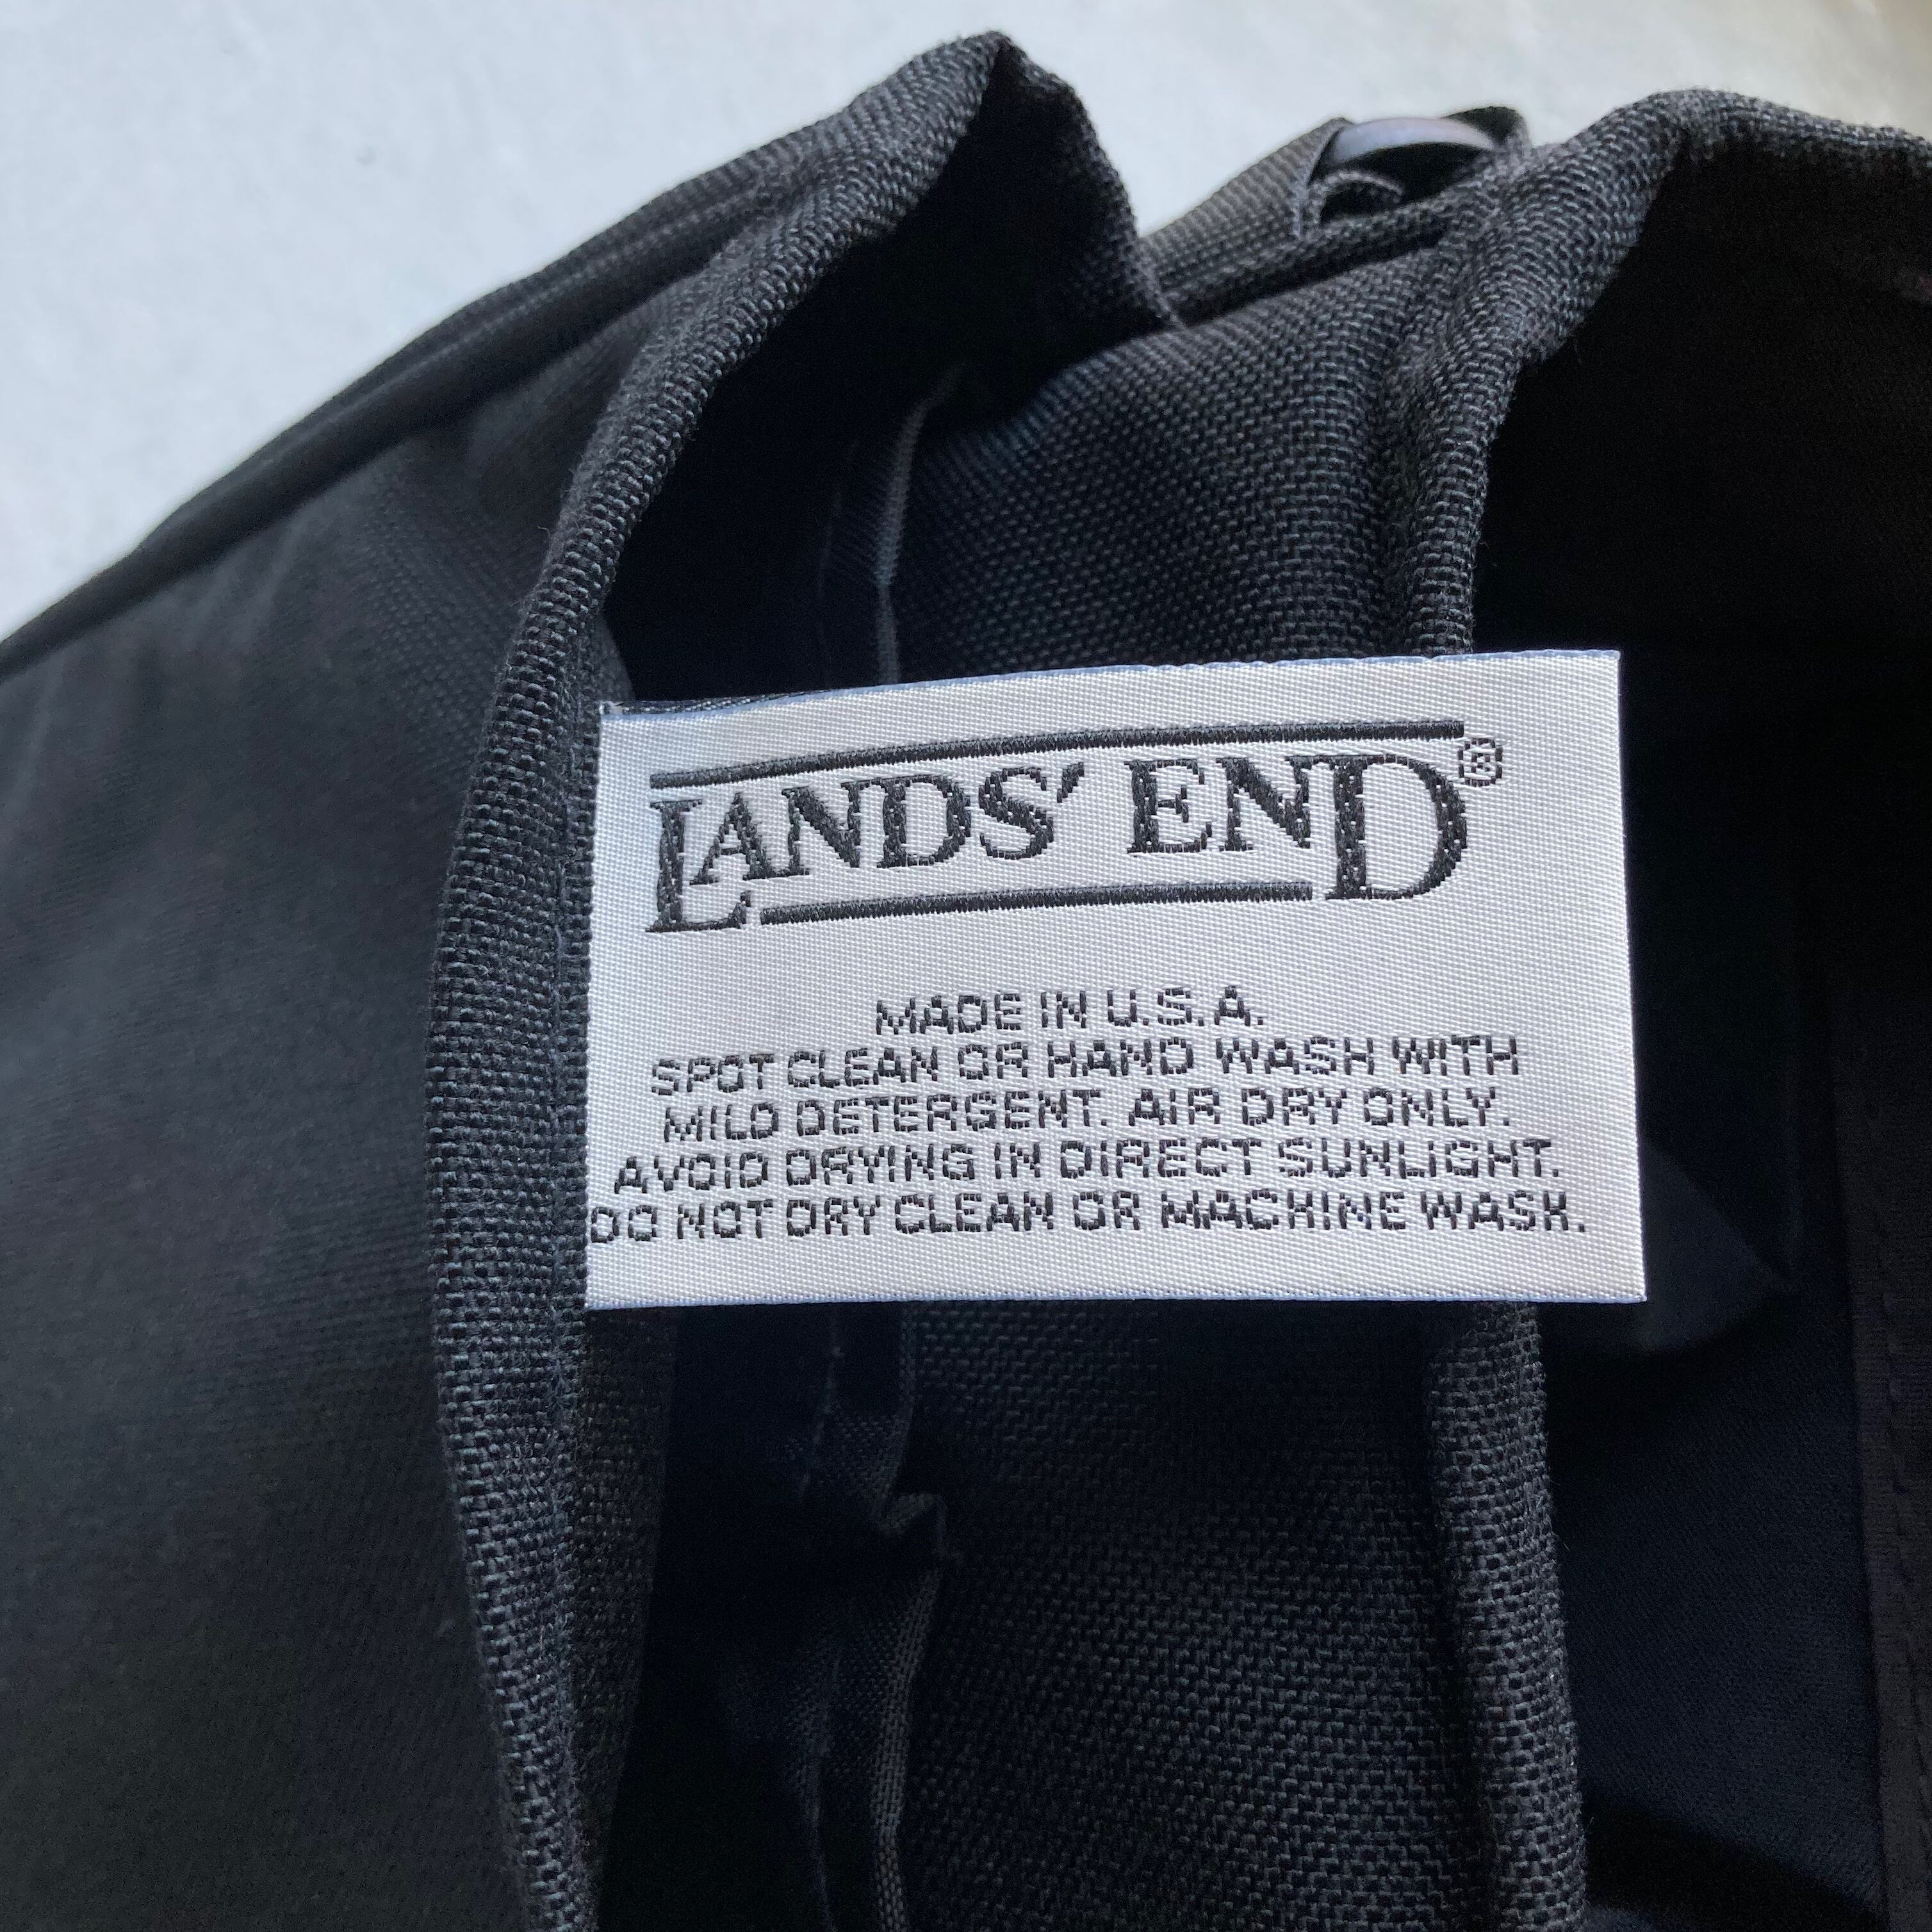 LANDS' END®
MADE IN U.S.A.
SPOT CLEAN OR HAND WASH WITH
MILD DETERGENT. AIR DRY ONLY.
AVOID DRYING IN DIRECT SUNLIGHT.
DO NOT DRY CLEAN OR MACHINE WASH.